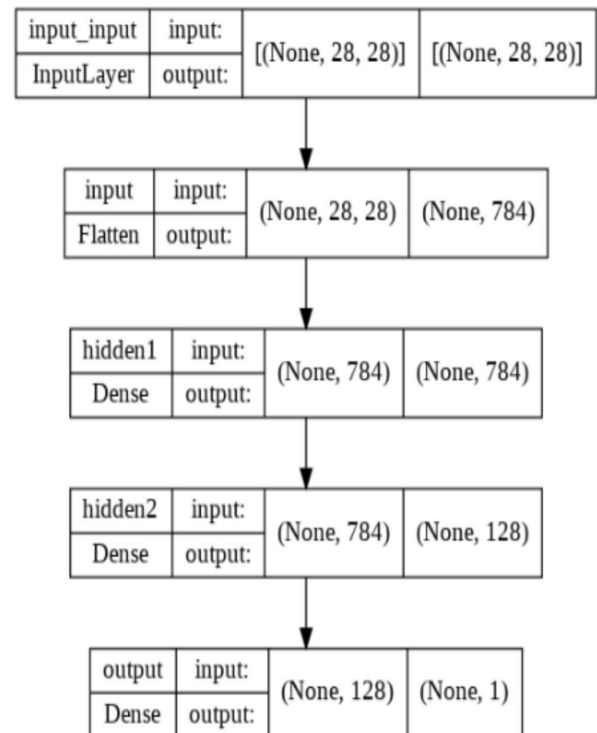 input_input input: [(None, 28, 28)] [(None, 28, 28)]
InputLayer output:
input input: (None, 28, 28) (None, 784)
Flatten output:
hidden1 input: (None, 784) (None, 784)
Dense output:
hidden2 input: (None, 784) (None, 128)
Dense output:
output input: (None, 128) (None, 1)
Dense output: